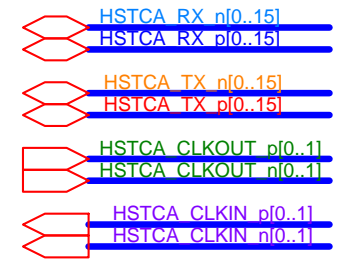 HSTCA_RX_n[0..15]
HSTCA_RX_p[0..15]
HSTCA_TX_n[0..15]
HSTCA_TX_p[0..15]
HSTCA_CLKOUT_p[0..1]
HSTCA_CLKOUT_n[0..1]
HSTCA_CLKIN_p[0..1]
HSTCA_CLKIN_n[0..1]